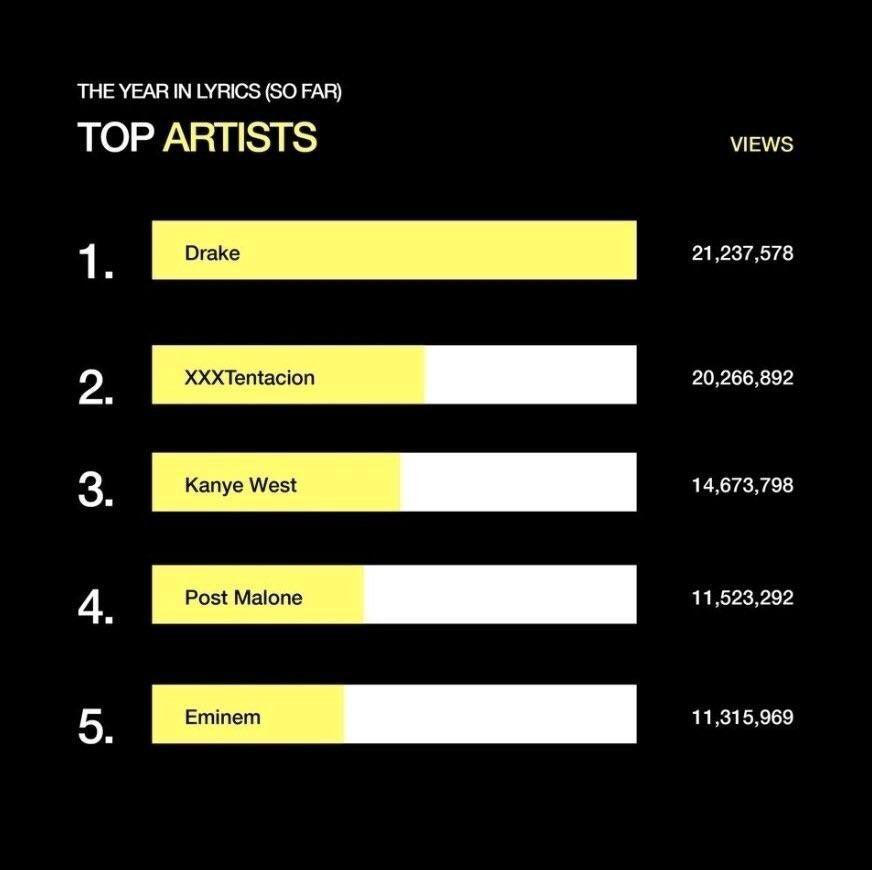 THE YEAR IN LYRICS (SO FAR)
TOP ARTISTS
VIEWS
1. Drake 21,237,578
2. XXXTentacion 20,266,892
3. Kanye West 14,673,798
4. Post Malone 11,523,292
5. Eminem 11,315,969